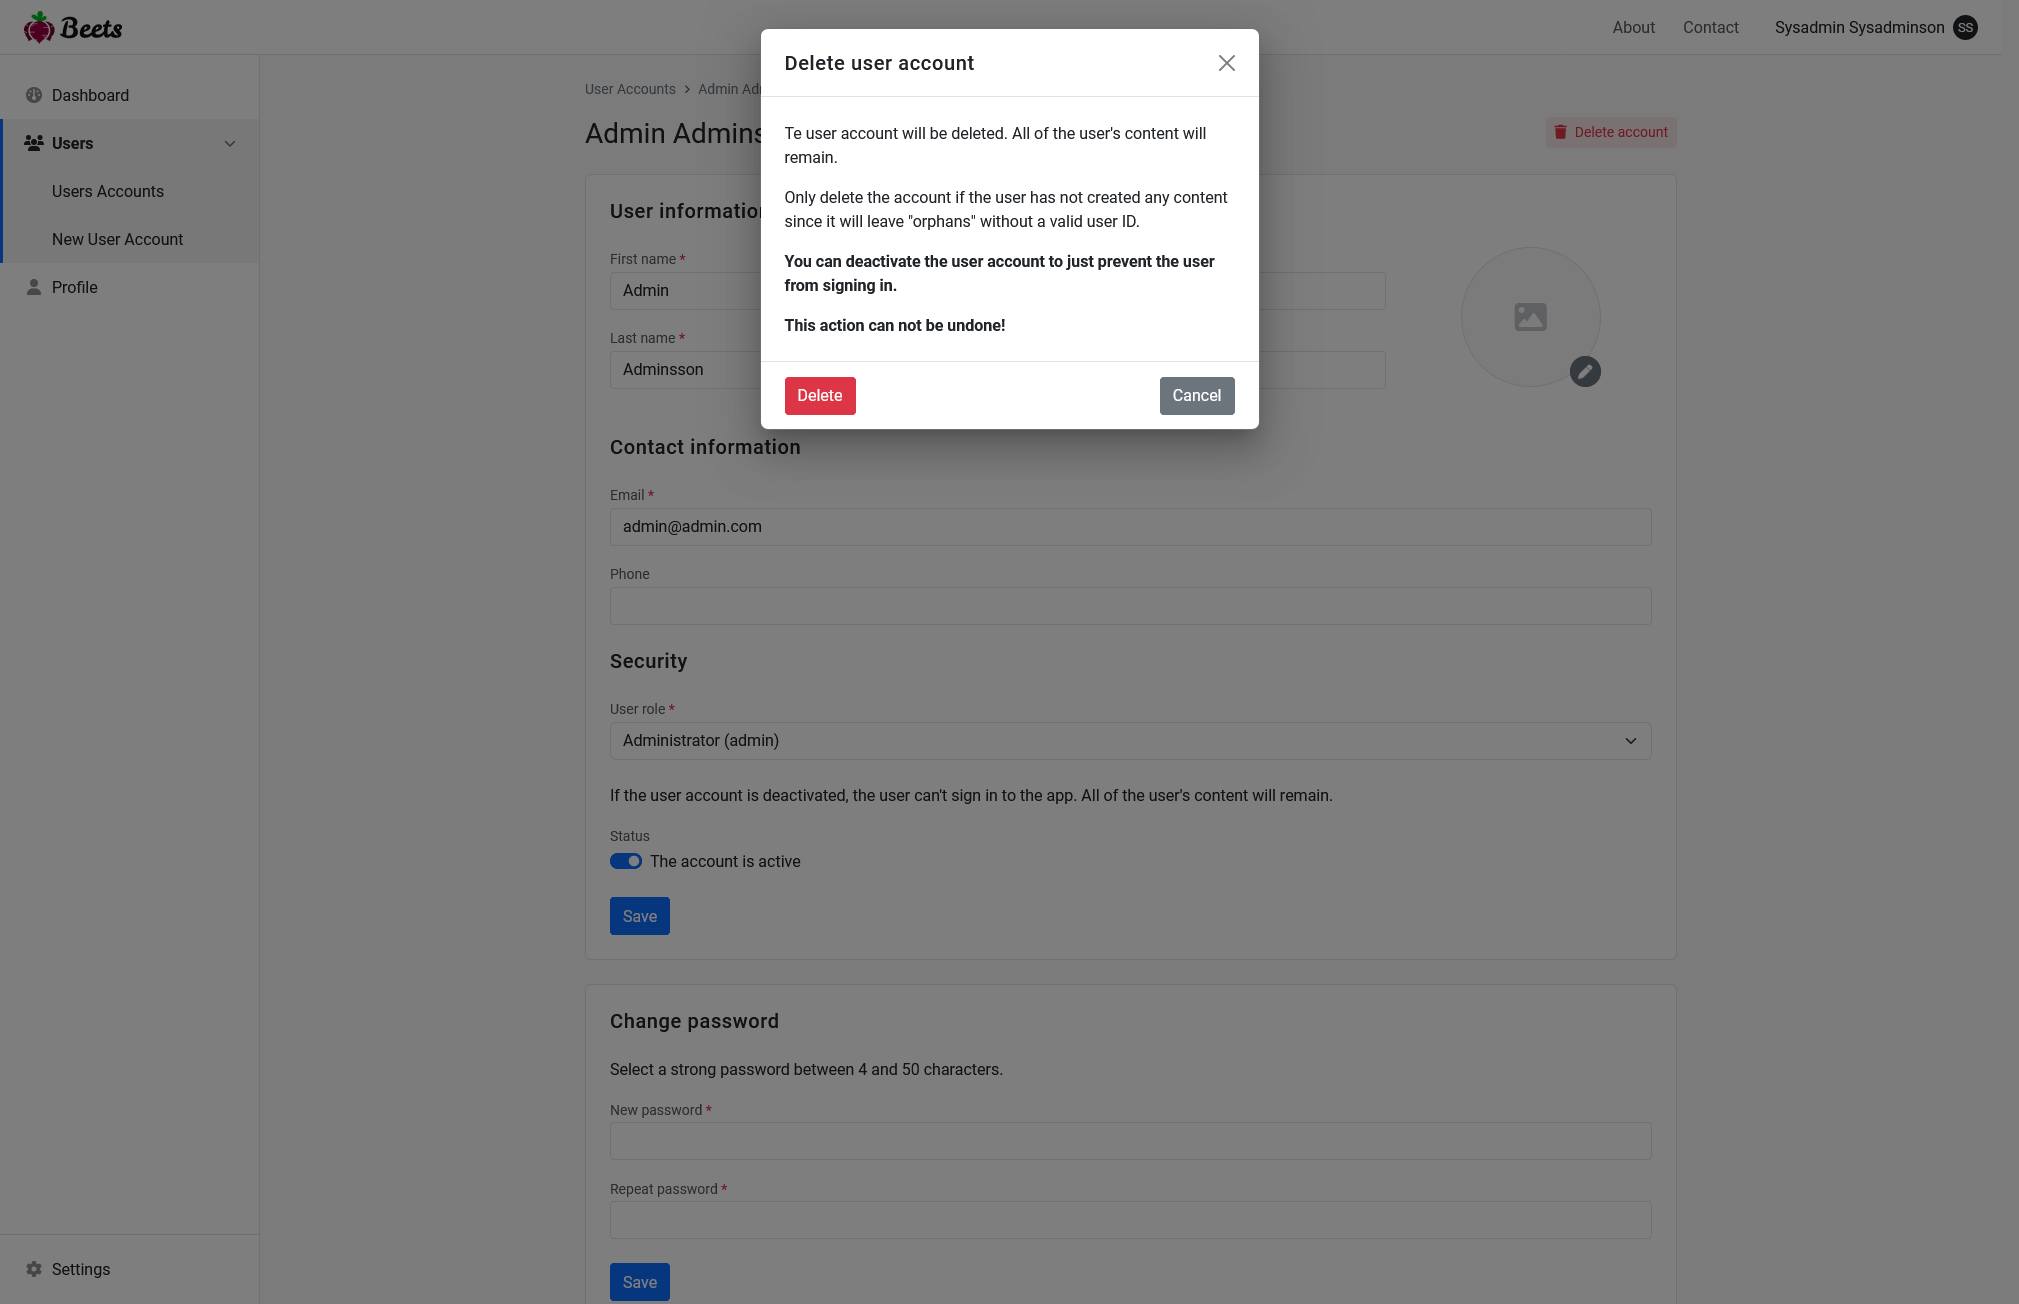 Beets
About
Contact
Sysadmin Sysadminson
SS
Dashboard
Users
Users Accounts
New User Account
Profile
Settings
User Accounts
Admin
Admin Admins
Delete account
Delete user account
Te user account will be deleted. All of the user's content will
remain.
Only delete the account if the user has not created any content
since it will leave "orphans" without a valid user ID.
You can deactivate the user account to just prevent the user
from signing in.
This action can not be undone!
Delete
Cancel
User information
First name *
Admin
Last name *
Adminsson
Contact information
Email *
admin@admin.com
Phone
Security
User role *
Administrator (admin)
If the user account is deactivated, the user can't sign in to the app. All of the user's content will remain.
Status
The account is active
Save
Change password
Select a strong password between 4 and 50 characters.
New password *
Repeat password *
Save